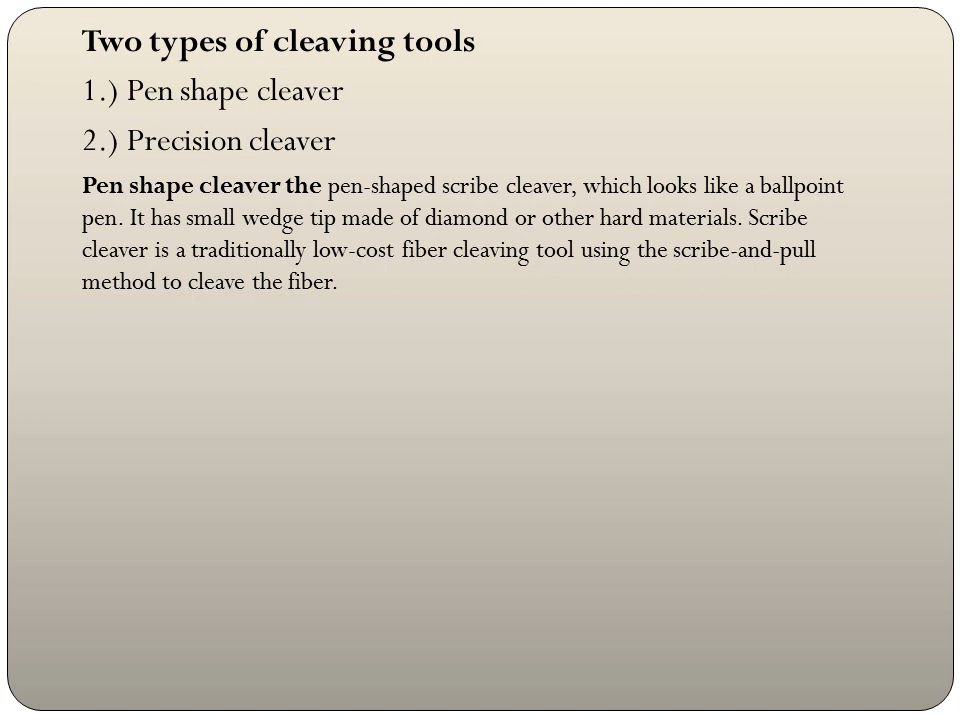 Two types of cleaving tools
1.) Pen shape cleaver
2.) Precision cleaver
Pen shape cleaver the pen-shaped scribe cleaver, which looks like a ballpoint
pen. It has small wedge tip made of diamond or other hard materials. Scribe
cleaver is a traditionally low-cost fiber cleaving tool using the scribe-and-pull
method to cleave the fiber.